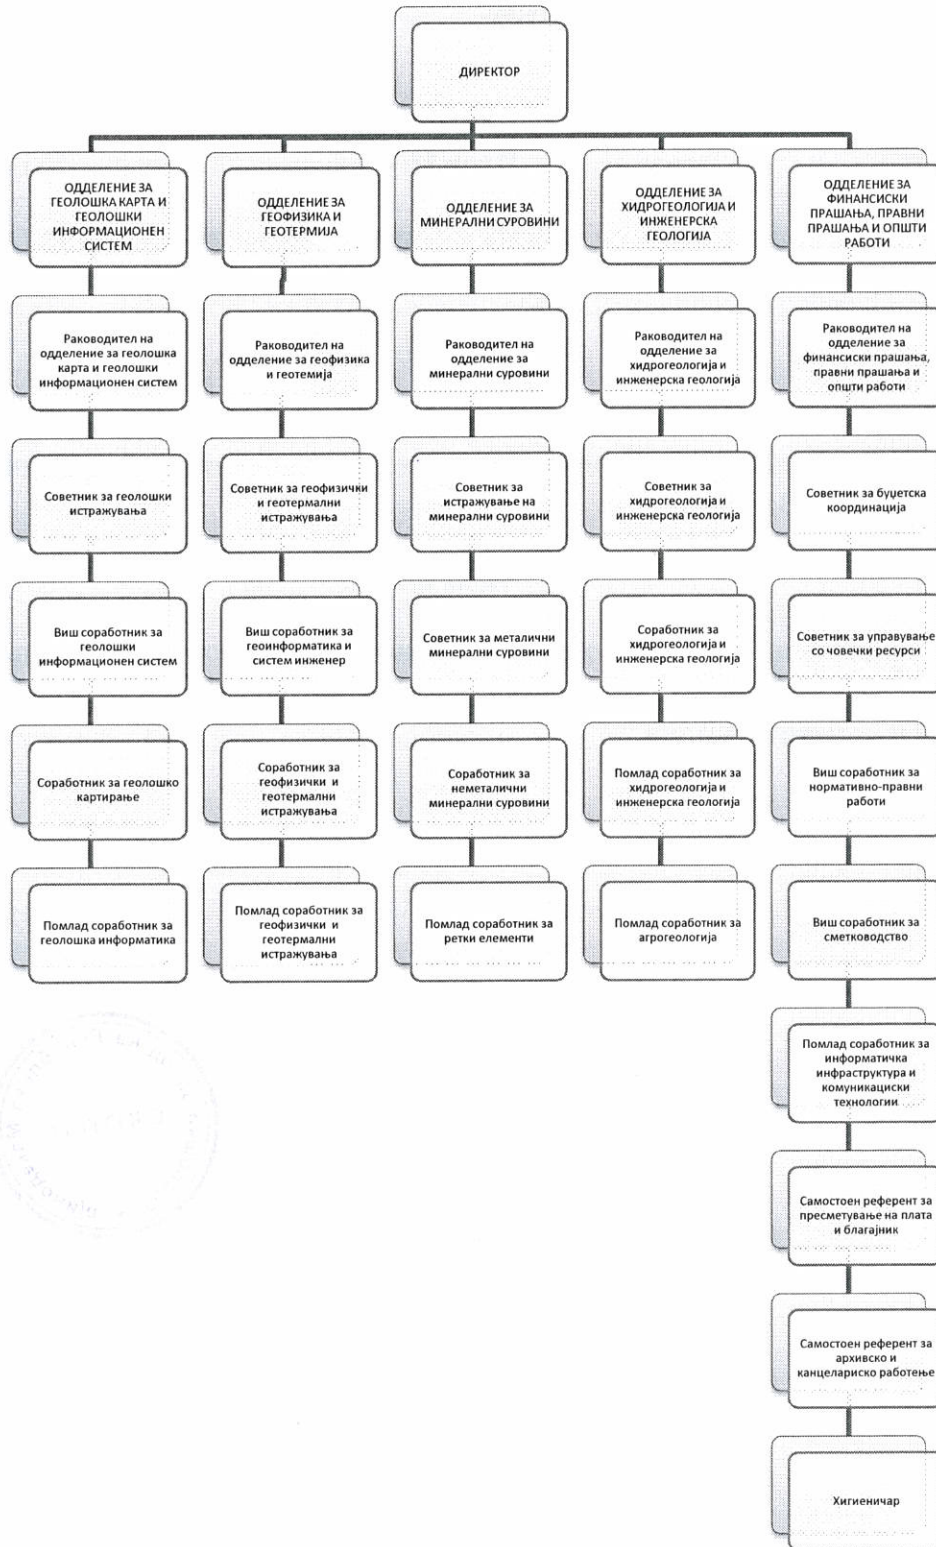 ДИРЕКТОР
ОДДЕЛЕНИЕ ЗА
ГЕОЛОШКА КАРТА И
ГЕОЛОШКИ
ИНФОРМАЦИОНЕН
СИСТЕМ
Раководител на
одделение за геолошка
карта и геолошки
информационен систем
Советник за геолошки
истражувања
Виш соработник за
геолошки
информационен систем
Соработник за геолошко
картирање
Помлад соработник за
геолошка информатика
ОДДЕЛЕНИЕ ЗА
ГЕОФИЗИКА И
ГЕОТЕРМИЈА
Раководител на
одделение за геофизика
и геотемија
Советник за геофизички
и геотермални
истражувања
Виш соработник за
геоинформатика и
систем инженер
Соработник за
геофизички и
геотермални
истражувања
Помлад соработник за
геофизички и
геотермални
истражувања
ОДДЕЛЕНИЕ ЗА
МИНЕРАЛНИ СУРОВИНИ
Раководител на
одделение за
минерални суровини
Советник за
истражување на
минерални суровини
Советник за металични
минерални суровини
Соработник за
неметалични
минерални суровини
Помлад соработник за
ретки елементи
ОДДЕЛЕНИЕ ЗА
ХИДРОГЕОЛОГИЈА И
ИНЖЕНЕРСКА
ГЕОЛОГИЈА
Раководител на
одделение за
хидрогеологија и
инженерска геологија
Советник за
хидрогеологија и
инженерска геологија
Соработник за
хидрогеологија и
инженерска геологија
Помлад соработник за
хидрогеологија и
инженерска геологија
Помлад соработник за
агрогеологија
ОДДЕЛЕНИЕ ЗА
ФИНАНСИСКИ
ПРАШАЊА, ПРАВНИ
ПРАШАЊА И ОПШТИ
РАБОТИ
Раководител на
одделение за
финансиски прашања,
правни прашања и
општи работи
Советник за буџетска
координација
Советник за управување
со човечки ресурси
Виш соработник за
нормативно-правни
работи
Виш соработник за
сметководство
Помлад соработник за
информатичка
инфраструктура и
комуникациски
технологии
Самостоен референт за
пресметување на плата
и благајник
Самостоен референт за
архивско и
канцелариско работење
Хигиеничар